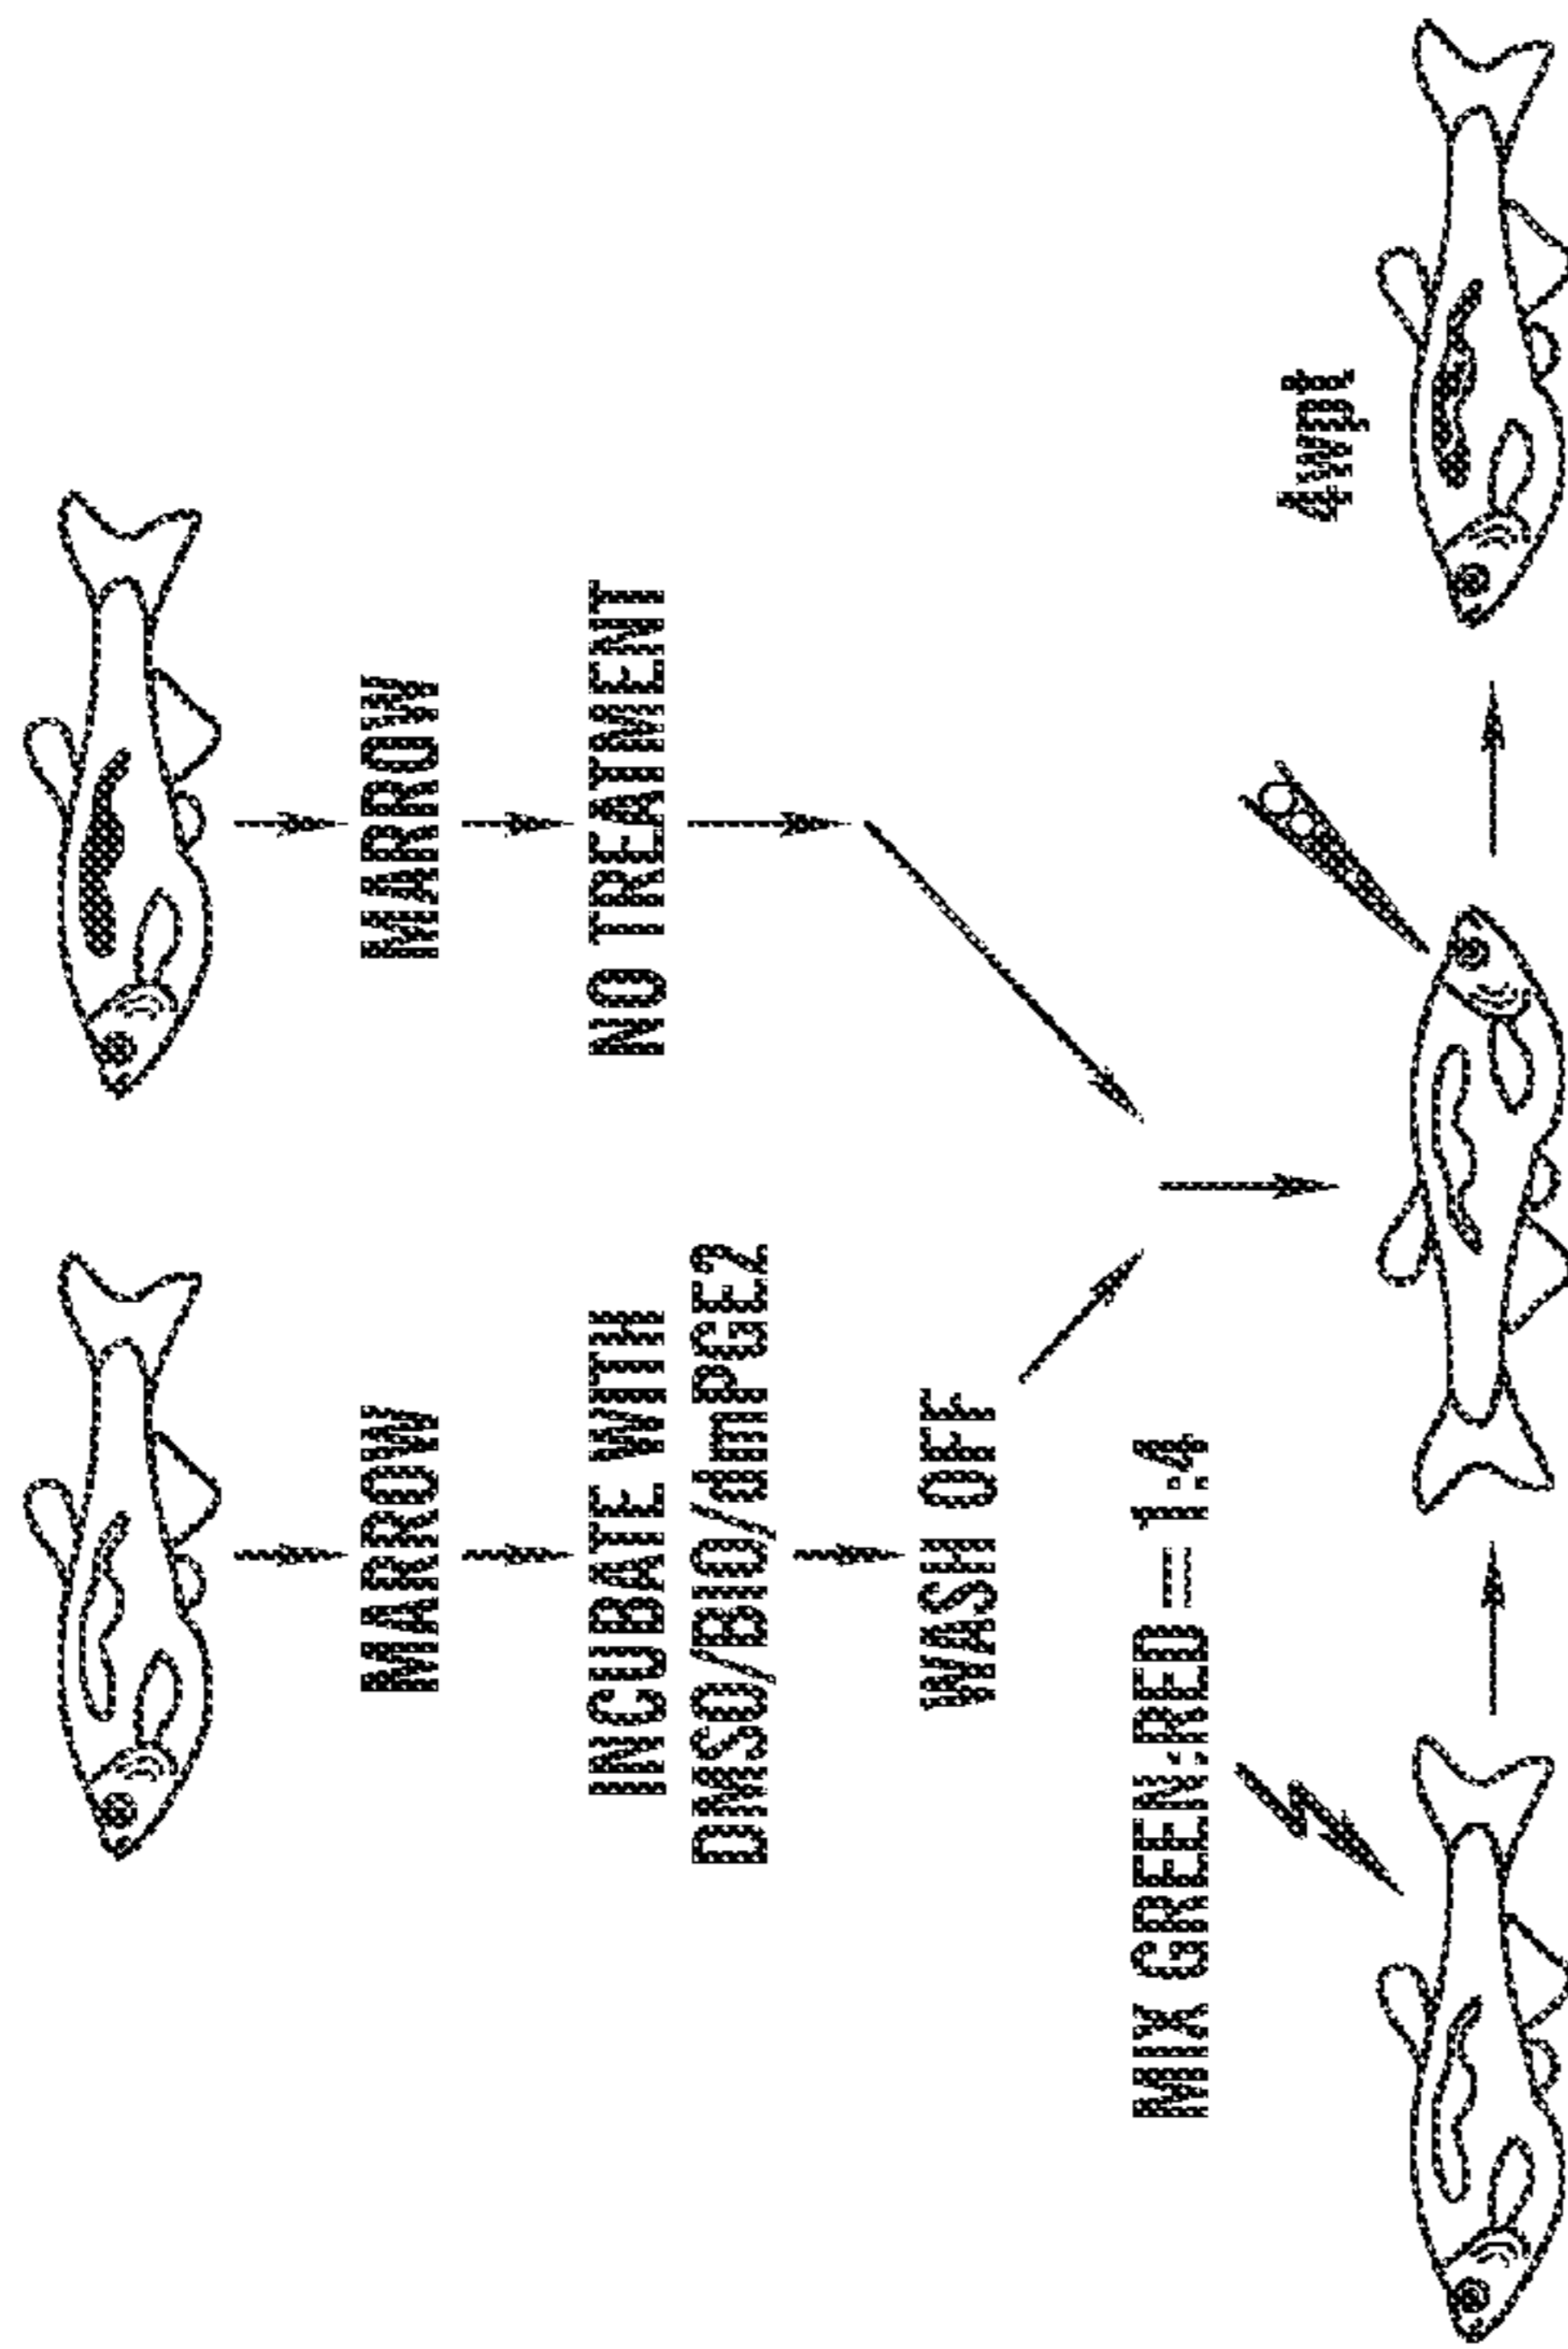 MARROW
MARROW
INCUBATE WITH
DMSO/BIO/dmPGE2
NO TREATMENT
WASH OFF
MIX GREEN:RED = 1:4
4wpt